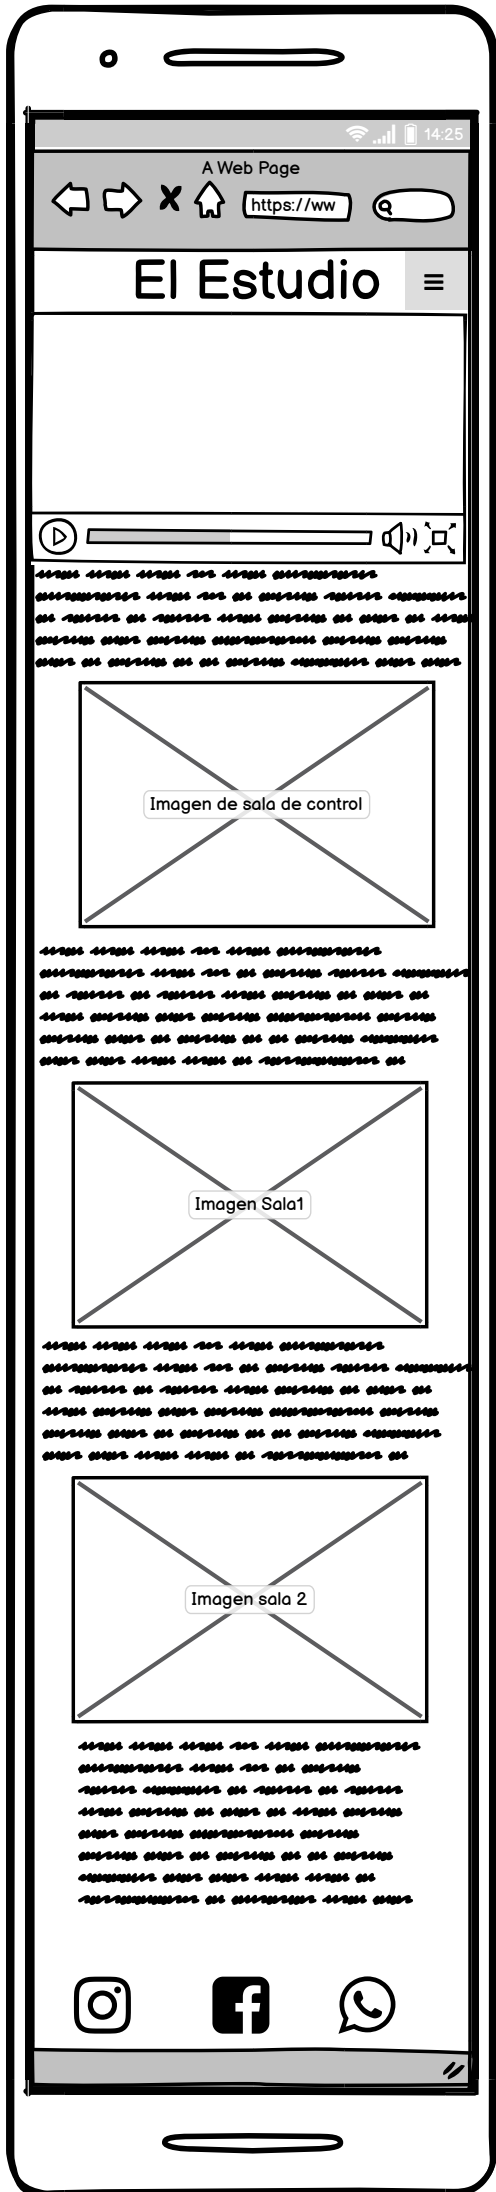 14:25
A Web Page
https://ww
El Estudio
Imagen de sala de control
Imagen Sala1
Imagen sala 2